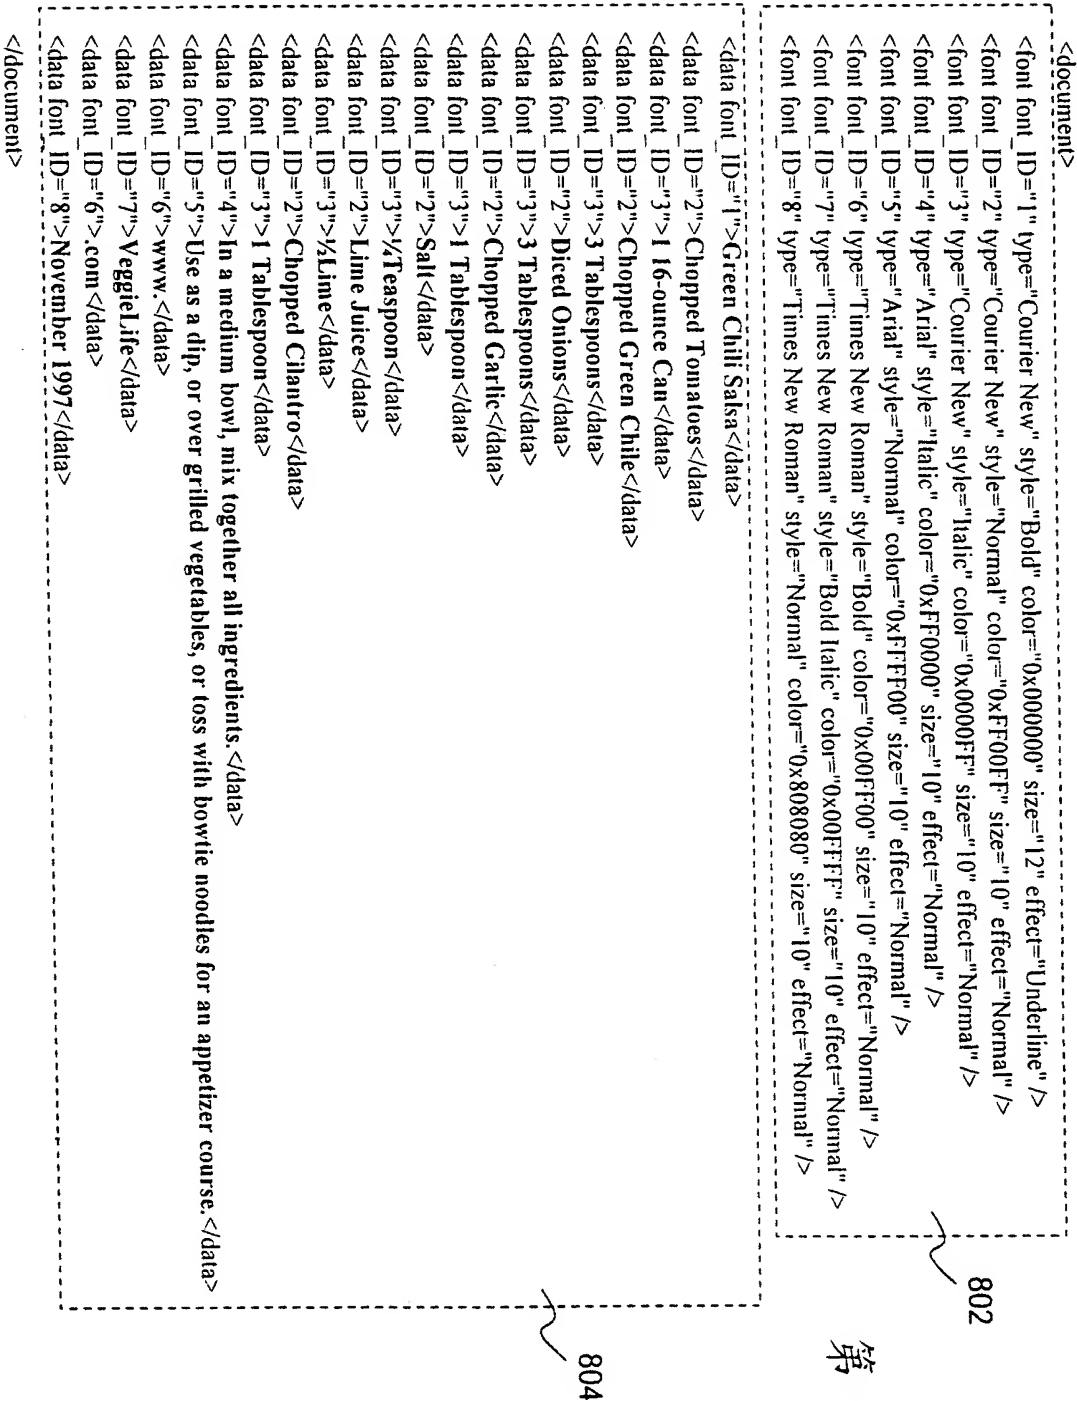 <document>
<font font_ID="1" type="Courier New" style="Bold" color="0x000000" size="12" effect="Underline" />
<font font_ID="2" type="Courier New" style="Normal" color="0xFF00FF" size="10" effect="Normal" />
<font font_ID="3" type="Courier New" style="Italic" color="0x0000FF" size="10" effect="Normal" />
<font font_ID="4" type="Arial" style="Italic" color="0xFF0000" size="10" effect="Normal" />
<font font_ID="5" type="Arial" style="Normal" color="0xFFFF00" size="10" effect="Normal" />
<font font_ID="6" type="Times New Roman" style="Bold" color="0x00FF00" size="10" effect="Normal" />
<font font_ID="7" type="Times New Roman" style="Bold Italic" color="0x00FFFF" size="10" effect="Normal" />
<font font_ID="8" type="Times New Roman" style="Normal" color="0x808080" size="10" effect="Normal" />
802
<data font_ID="1">Green Chili Salsa</data>
<data font_ID="2">Chopped Tomatoes</data>
<data font_ID="3">1 16-ounce Can</data>
<data font_ID="2">Chopped Green Chile</data>
<data font_ID="3">3 Tablespoons</data>
<data font_ID="2">Diced Onions</data>
<data font_ID="3">3 Tablespoons</data>
<data font_ID="2">Chopped Garlic</data>
<data font_ID="3">1 Tablespoon</data>
<data font_ID="2">Salt</data>
<data font_ID="3">¼Teaspoon</data>
<data font_ID="2">Lime Juice</data>
<data font_ID="3">½Lime</data>
<data font_ID="2">Chopped Cilantro</data>
<data font_ID="3">1 Tablespoon</data>
<data font_ID="4">In a medium bowl, mix together all ingredients.</data>
<data font_ID="5">Use as a dip, or over grilled vegetables, or toss with bowtie noodles for an appetizer course.</data>
<data font_ID="6">www.</data>
<data font_ID="7">VeggieLife</data>
<data font_ID="6">.com</data>
<data font_ID="8">November 1997</data>
804
</document>
第